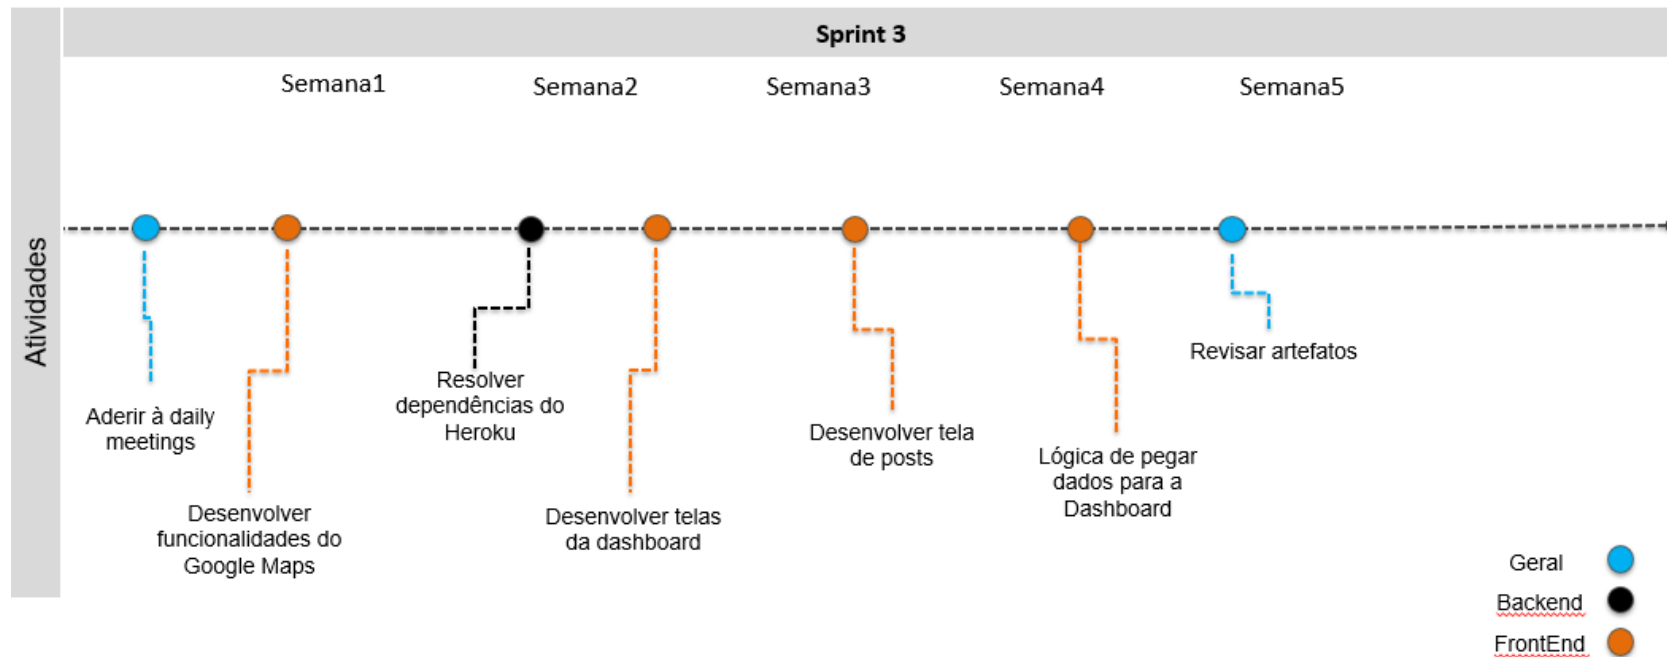 Sprint 3
Semana1
Semana2
Semana3
Semana4
Semana5
Atividades
Aderir à daily
meetings
Desenvolver
funcionalidades do
Google Maps
Resolver
dependências do
Heroku
Desenvolver telas
da dashboard
Desenvolver tela
de posts
Lógica de pegar
dados para a
Dashboard
Revisar artefatos
Geral
Backend
FrontEnd